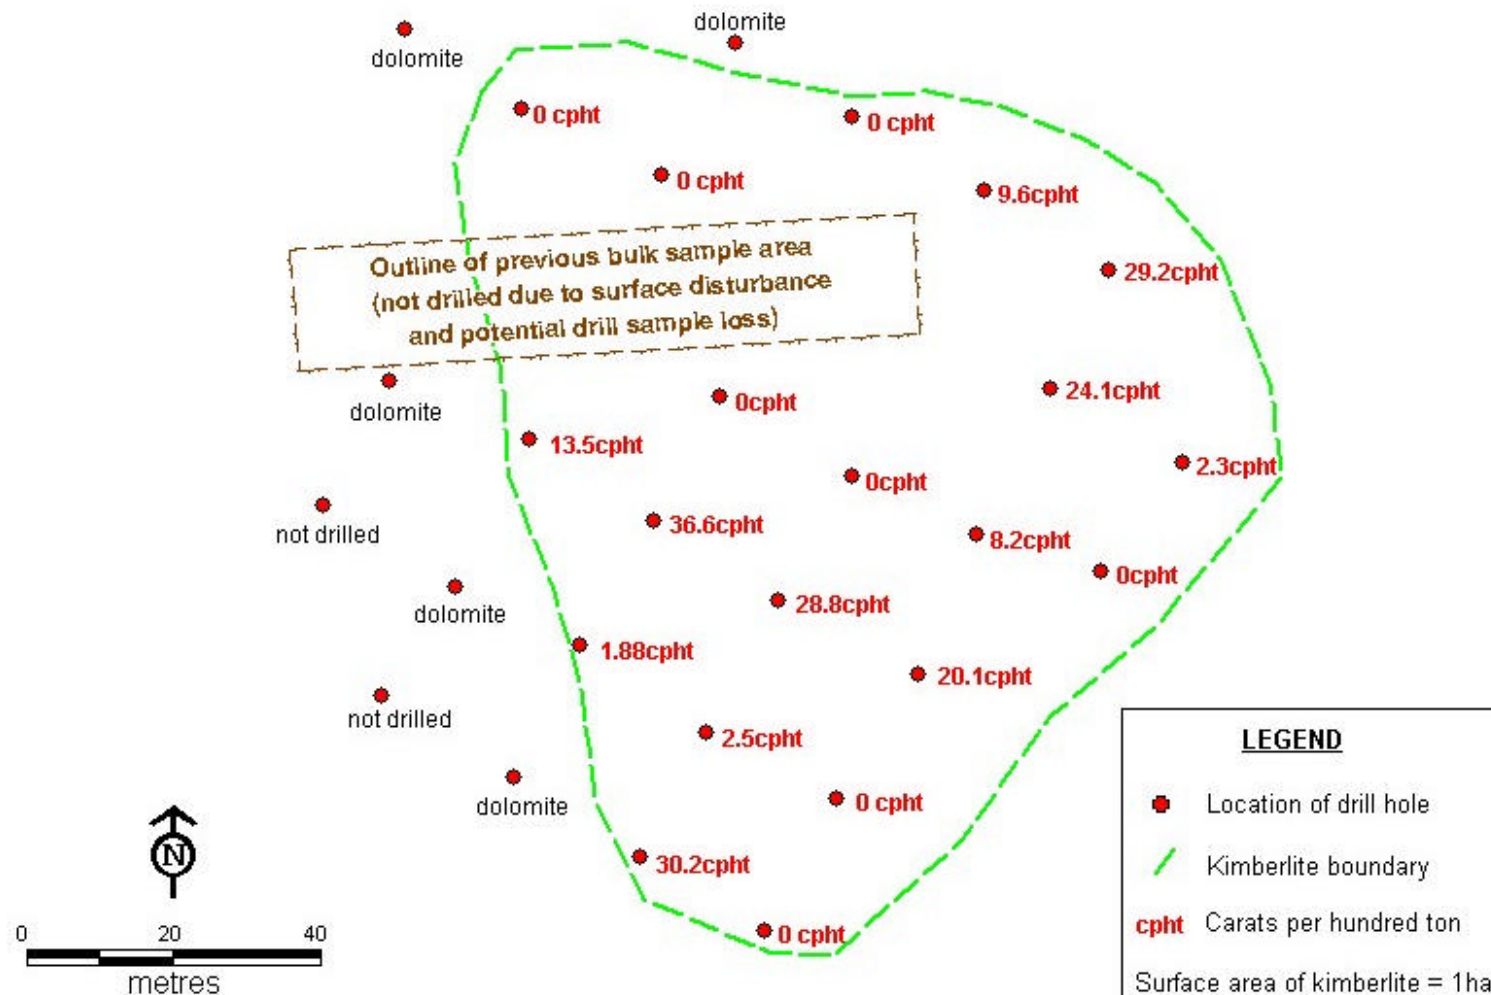 dolomite
dolomite
0 cpht
0 cpht
0 cpht
9.6cpht
Outline of previous bulk sample area
(not drilled due to surface disturbance
and potential drill sample loss)
29.2cpht
dolomite
0cpht
24.1cpht
13.5cpht
0cpht
2.3cpht
not drilled
36.6cpht
8.2cpht
0cpht
dolomite
28.8cpht
1.88cpht
20.1cpht
not drilled
2.5cpht
dolomite
0 cpht
30.2cpht
0 cpht
N
0 20 40
metres
LEGEND
Location of drill hole
Kimberlite boundary
cpht Carats per hundred ton
Surface area of kimberlite = 1ha